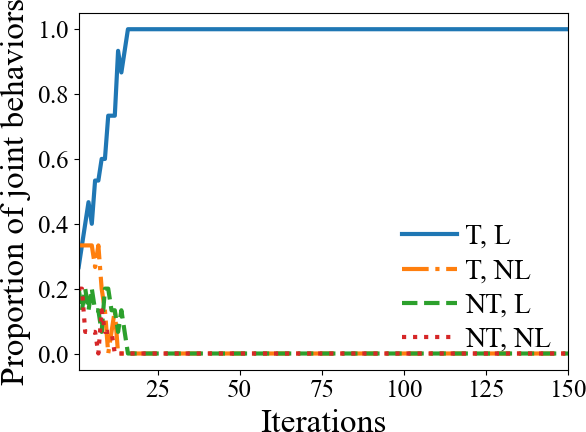 Proportion of joint behaviors
1.0
0.8
0.6
0.4
0.2
0.0
T, L
T, NL
NT, L
NT, NL
25
50
75
100
125
150
Iterations